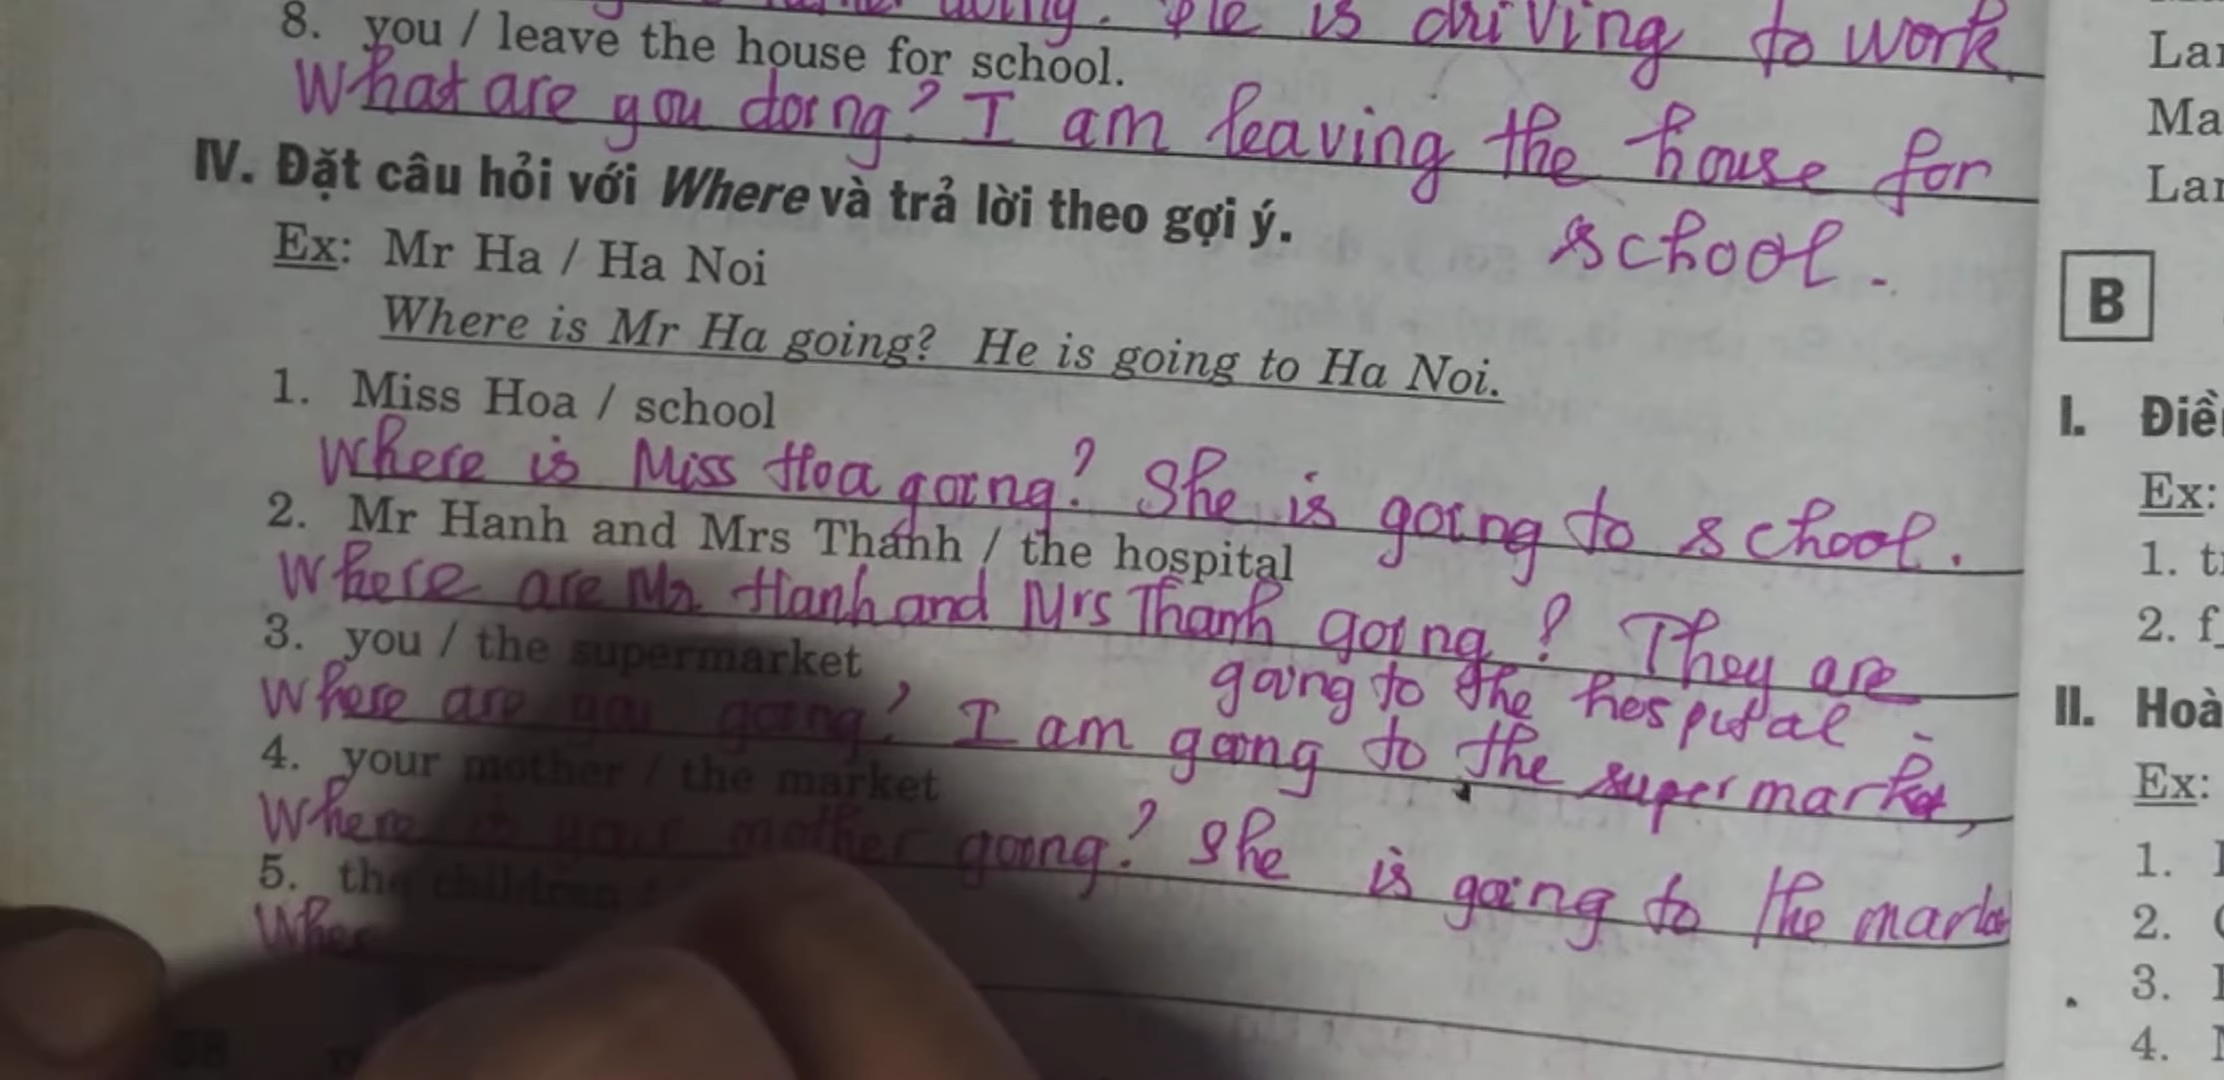 is driving to work
8. you / leave the house for school.
What are you doing? I am leaving the house for
school.
IV. Đặt câu hỏi với Where và trả lời theo gợi ý.
Ex: Mr Ha / Ha Noi
Where is Mr Ha going? He is going to Ha Noi.
1. Miss Hoa / school
Where is Miss Hoa going? She is going to school.
2. Mr Hanh and Mrs Thanh / the hospital
Where are Mr Hanh and Mrs Thanh going? They are
going to the hospital.
3. you / the supermarket
Where are you going? I am going to the supermarket,
4. your mother / the market
Where is your mother going? She is going to the
5. the children
Wher
B
I.
Ex:
1.
2.
II.
Ex:
1.
2.
3.
4.